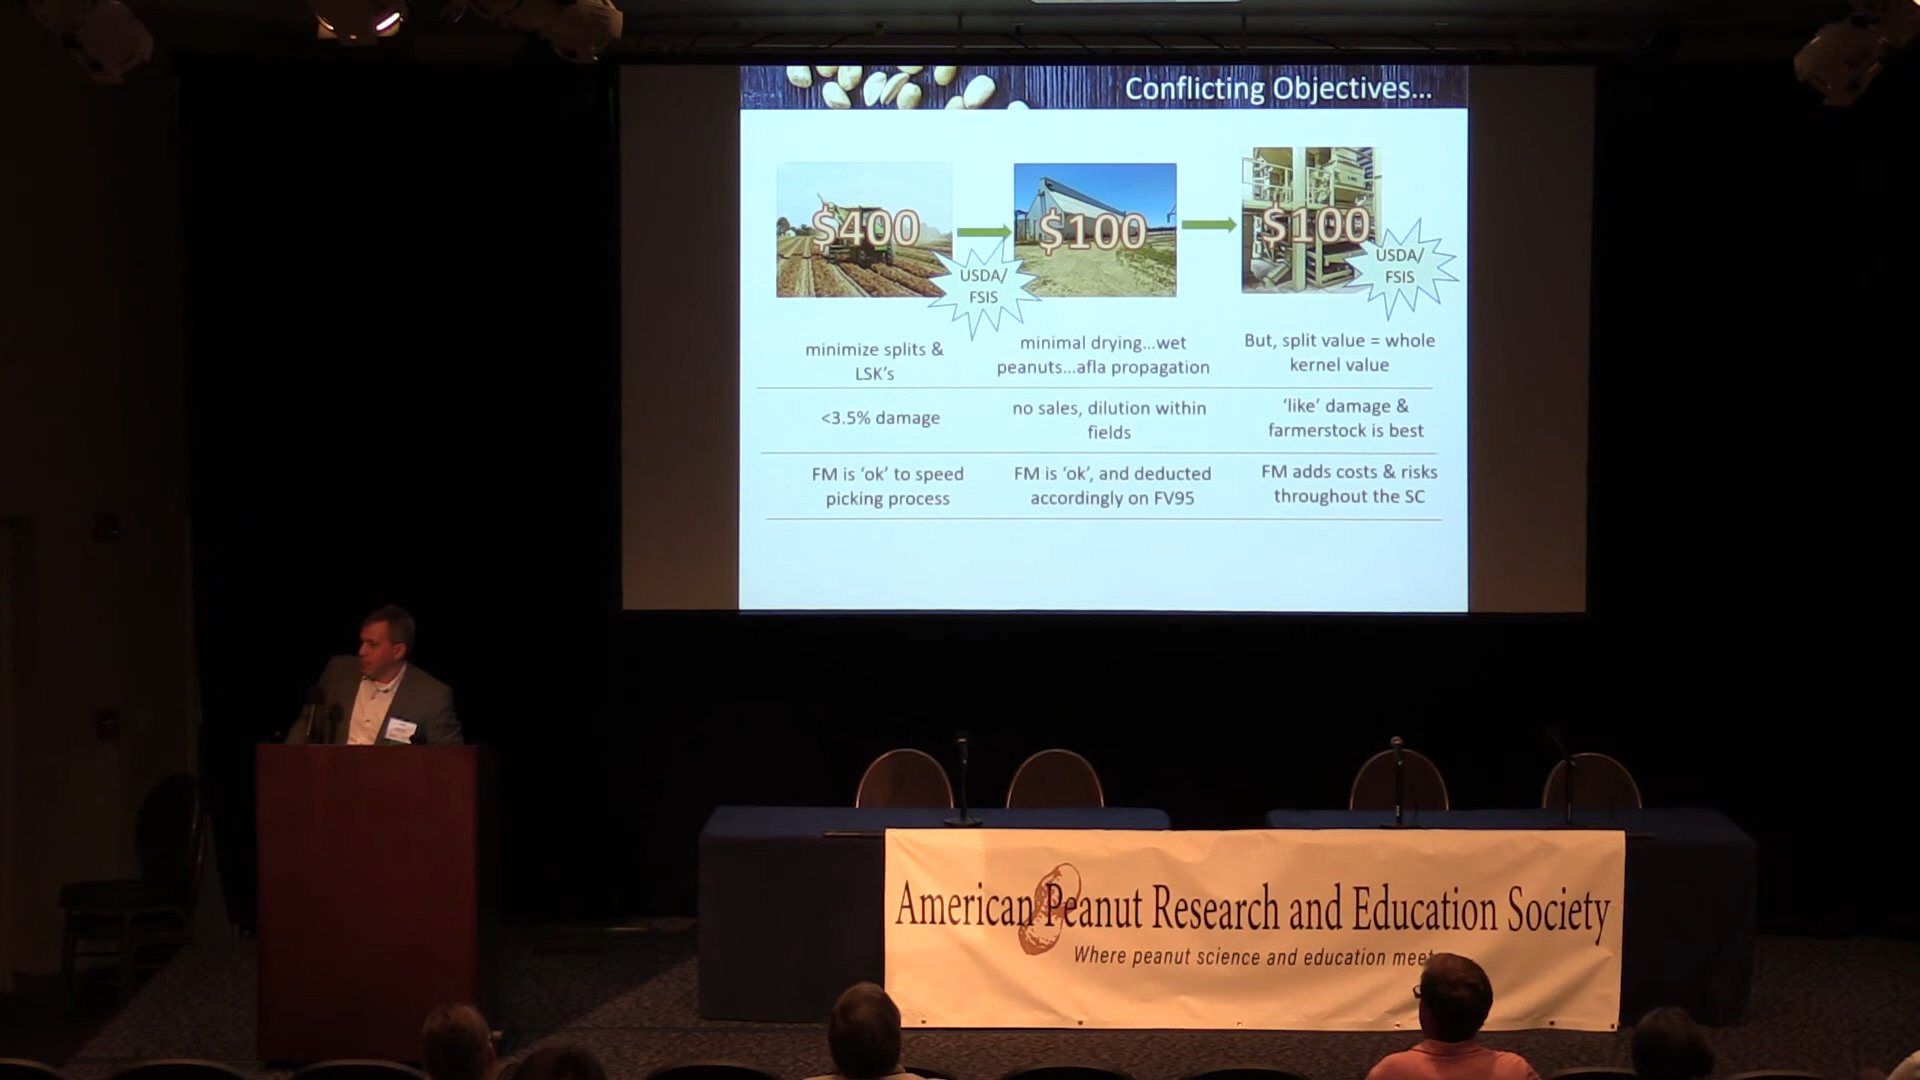 Conflicting Objectives...
$400
$100
$100
USDA/
FSIS
USDA/
FSIS
minimize splits &
LSK's
minimal drying...wet
peanuts...afla propagation
But, split value = whole
kernel value
<3.5% damage
no sales, dilution within
fields
'like' damage &
farmerstock is best
FM is 'ok' to speed
picking process
FM is 'ok', and deducted
accordingly on FV95
FM adds costs & risks
throughout the SC
American Peanut Research and Education Society
Where peanut science and education meet